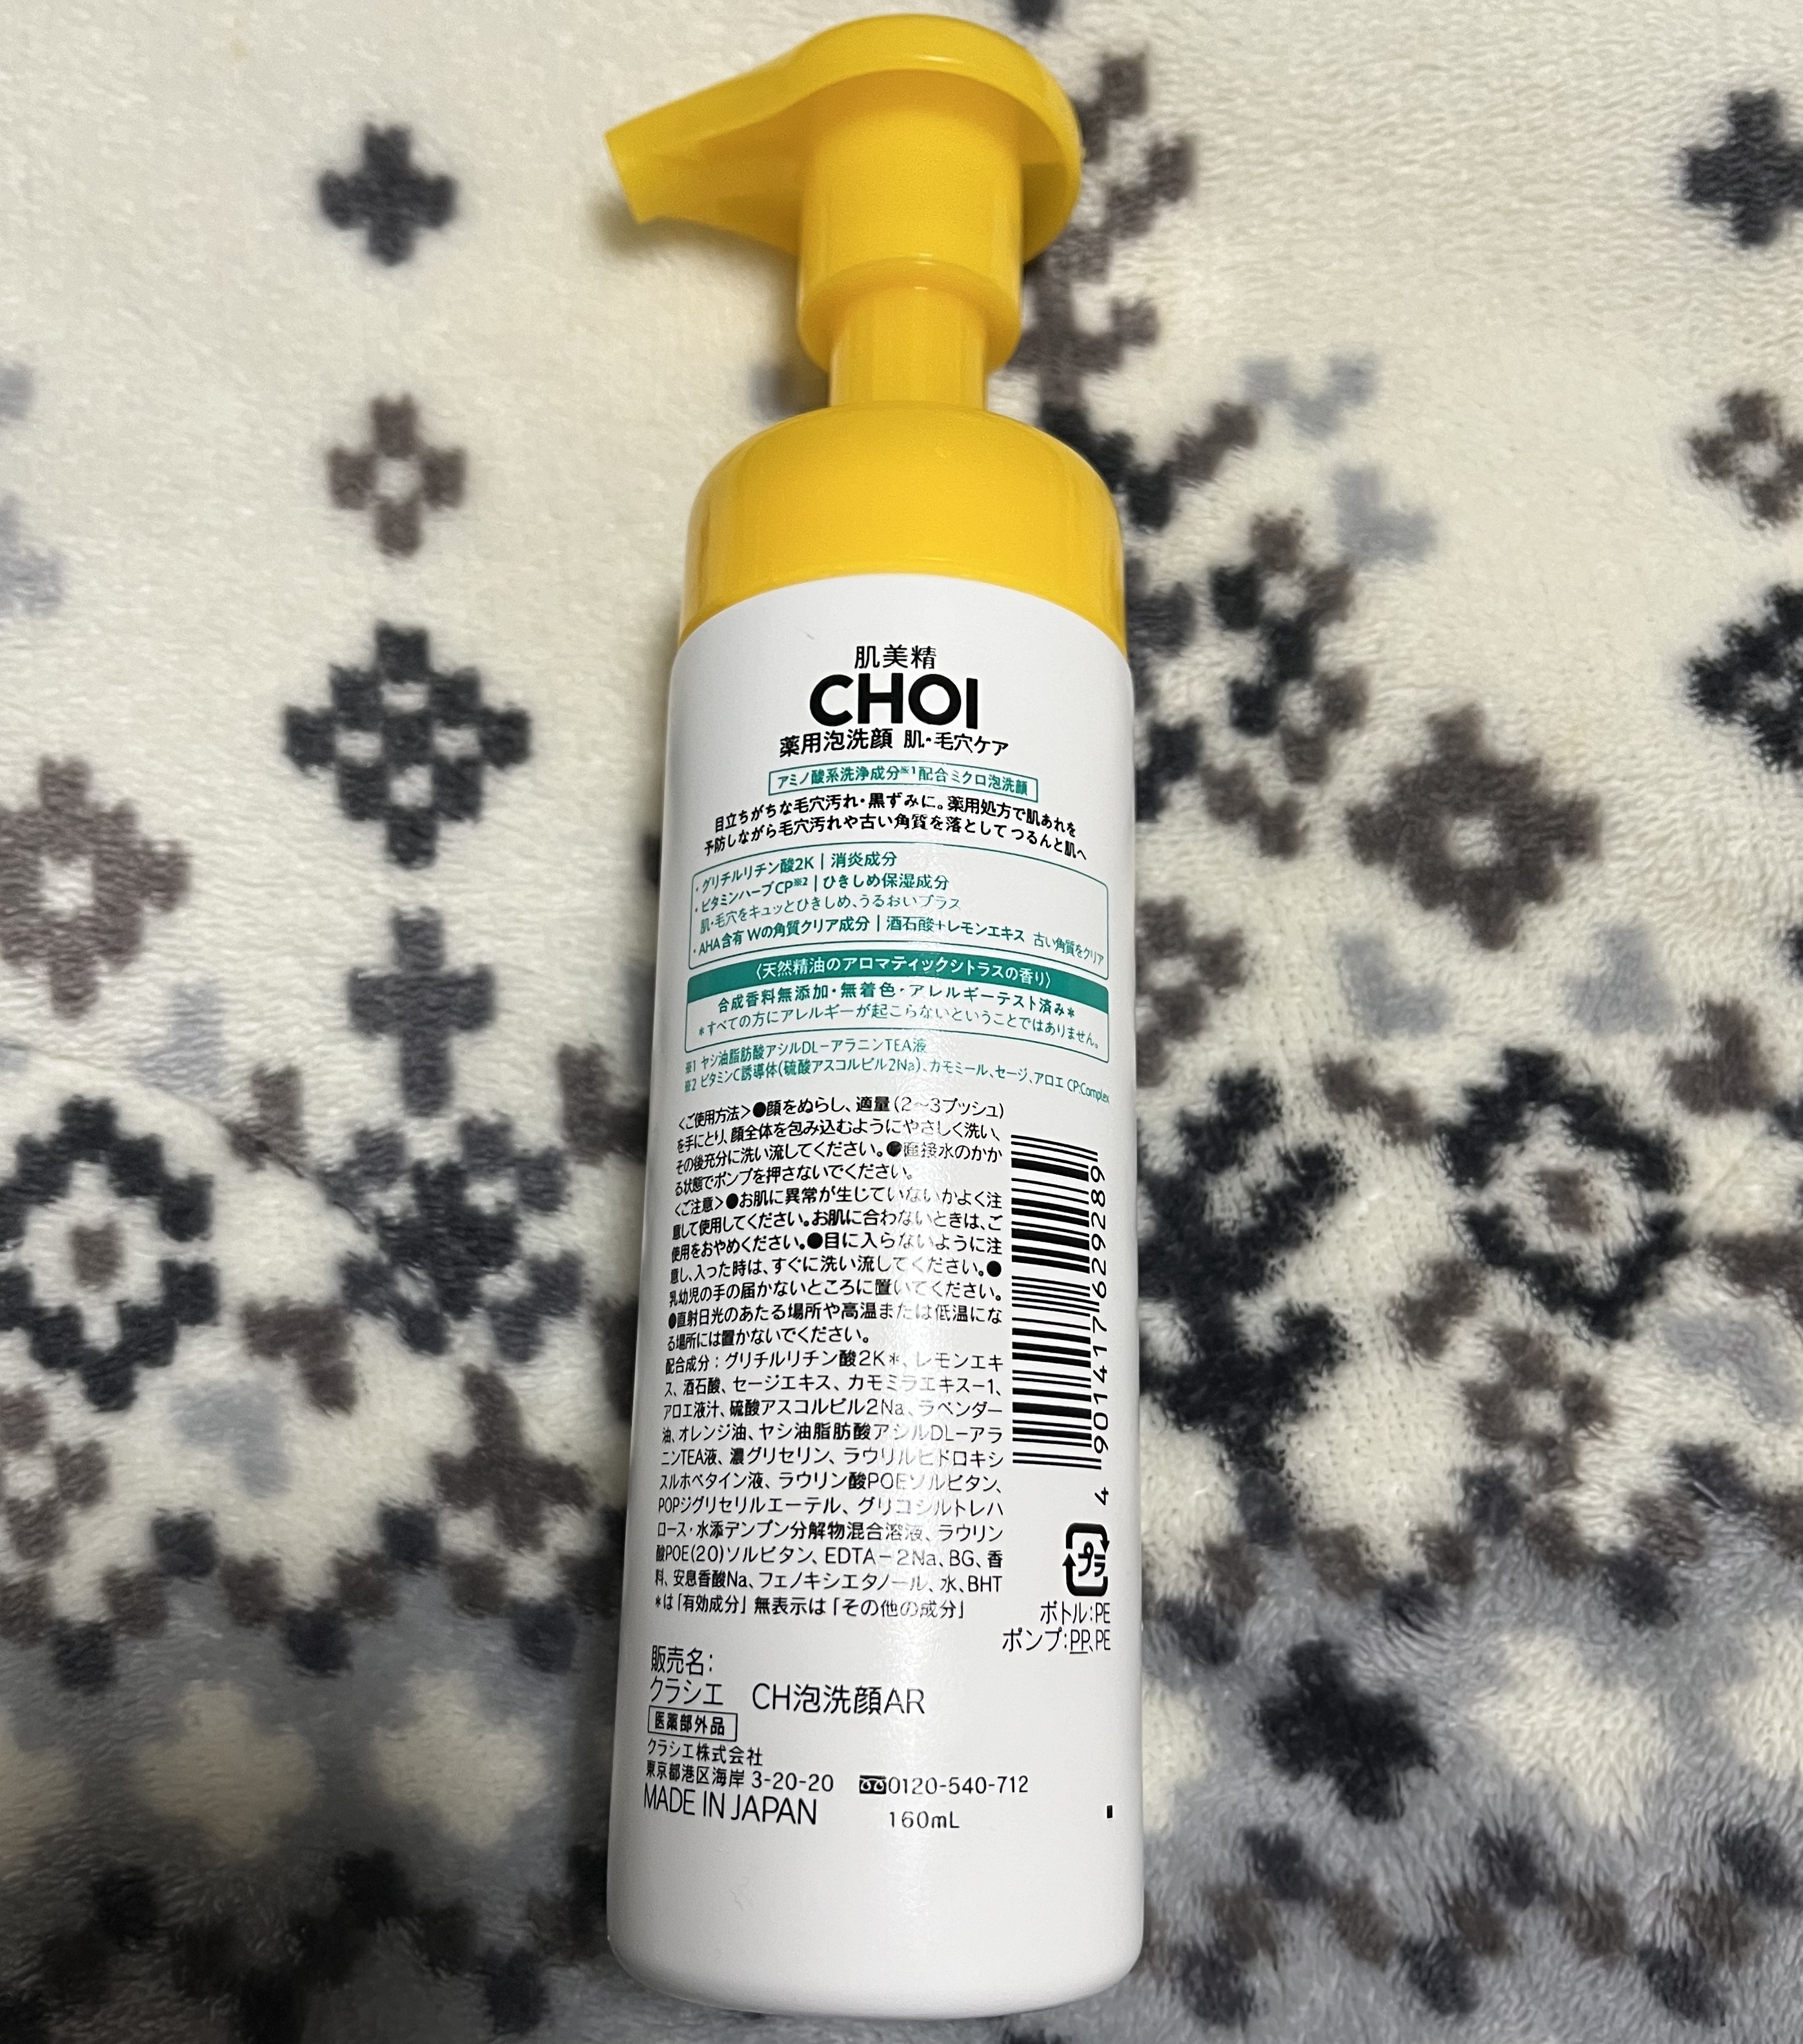 肌美精
CHOI
薬用泡洗顔 肌・毛穴ケア
アミノ酸系洗浄成分※1配合ミクロ泡洗顔
目立ちがちな毛穴汚れ・黒ずみに。薬用処方で肌あれを
予防しながら毛穴汚れや古い角質を落としてつるんと肌へ
・グリチルリチン酸2K|消炎成分
・ビタミンハーブCP※2|ひきしめ保湿成分
肌・毛穴をキュッとひきしめ、うるおいプラス
・AHA含有 Wの角質クリア成分|酒石酸+レモンエキス 古い角質をクリア
〈天然精油のアロマティックシトラスの香り〉
合成香料無添加・無着色・アレルギーテスト済み*
*すべての方にアレルギーが起こらないということではありません。
※1 ヤシ油脂肪酸アシルDL-アラニンTEA液
※2 ビタミンC誘導体(硫酸アスコルビル2Na)、カモミール、セージ、アロエ CP:Complex
<ご使用方法>●顔をぬらし、適量(2~3プッシュ)
を手にとり、顔全体を包み込むようにやさしく洗い、
その後充分に洗い流してください。●直接水のかか
る状態でポンプを押さないでください。
<ご注意>●お肌に異常が生じていないかよく注
意して使用してください。お肌に合わないときは、ご
使用をおやめください。●目に入らないように注
意し、入った時は、すぐに洗い流してください。●
乳幼児の手の届かないところに置いてください。
●直射日光のあたる場所や高温または低温にな
る場所には置かないでください。
配合成分：グリチルリチン酸2K*、レモンエキ
ス、酒石酸、セージエキス、カモミラエキス-1、
アロエ液汁、硫酸アスコルビル2Na、ラベンダー
油、オレンジ油、ヤシ油脂肪酸アシルDL-アラ
ニンTEA液、濃グリセリン、ラウリルヒドロキシ
スルホベタイン液、ラウリン酸POEソルビタン、
POPジグリセリルエーテル、グリコシルトレハ
ロース・水添デンプン分解物混合溶液、ラウリン
酸POE(20)ソルビタン、EDTA-2Na、BG、香
料、安息香酸Na、フェノキシエタノール、水、BHT
*は「有効成分」無表示は「その他の成分」
4 901417 629289
プラ
ボトル:PE
ポンプ:PP,PE
販売名:
クラシエ CH泡洗顔AR
医薬部外品
クラシエ株式会社
東京都港区海岸 3-20-20 0120-540-712
MADE IN JAPAN 160mL